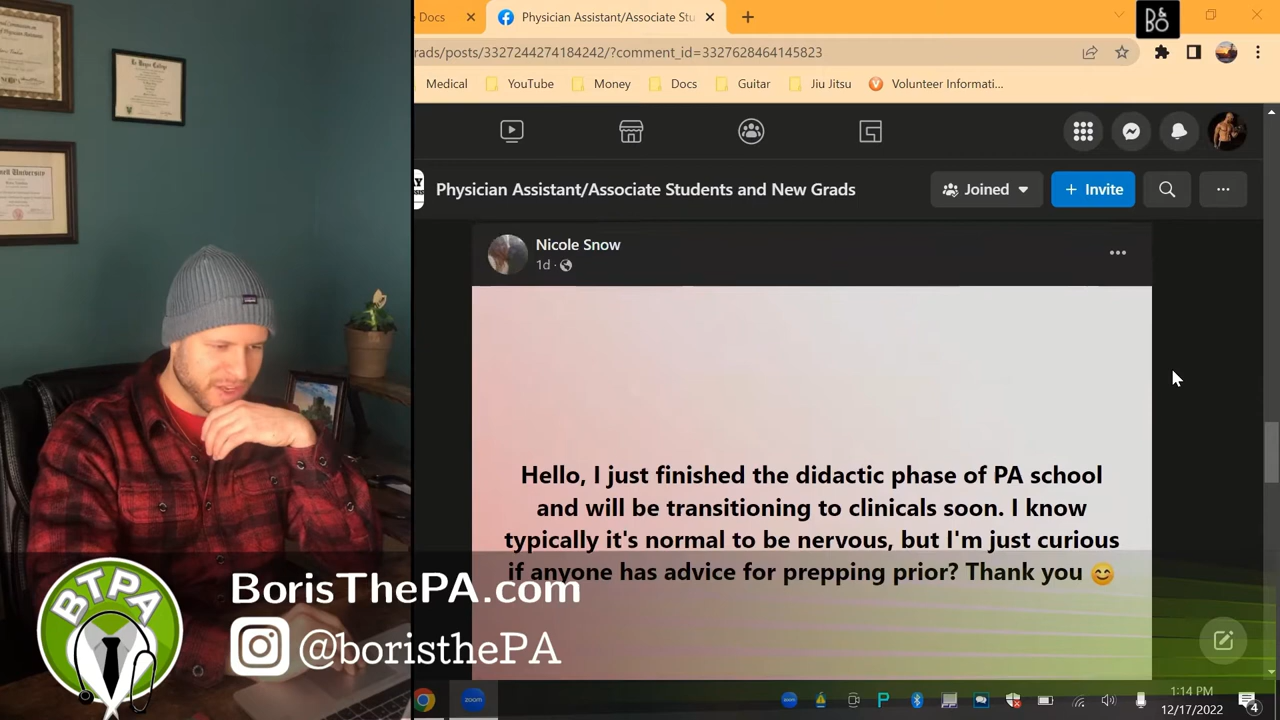 Docs
Physician Assistant/Associate Stu
B&O
rads/posts/3327244274184242/?comment_id=3327628464145823
Medical
YouTube
Money
Docs
Guitar
Jiu Jitsu
Volunteer Informati...
Physician Assistant/Associate Students and New Grads
Joined
+ Invite
Nicole Snow
1d
Hello, I just finished the didactic phase of PA school
and will be transitioning to clinicals soon. I know
typically it's normal to be nervous, but I'm just curious
if anyone has advice for prepping prior? Thank you 😊
BTPA
BorisThePA.com
@boristhePA
zoom
1:14 PM
12/17/2022
4